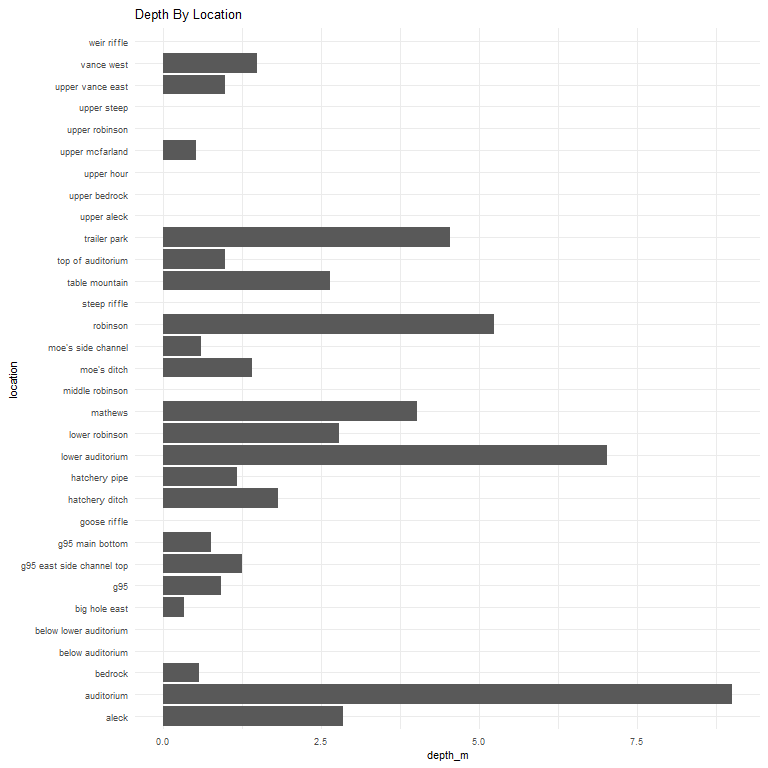 Depth By Location
weir riffle
vance west
upper vance east
upper steep
upper robinson
upper mcfarland
upper hour
upper bedrock
upper aleck
trailer park
top of auditorium
table mountain
steep riffle
robinson
moe's side channel
moe's ditch
middle robinson
mathews
lower robinson
lower auditorium
hatchery pipe
hatchery ditch
goose riffle
g95 main bottom
g95 east side channel top
g95
big hole east
below lower auditorium
below auditorium
bedrock
auditorium
aleck
location
0.0 2.5 5.0 7.5
depth_m